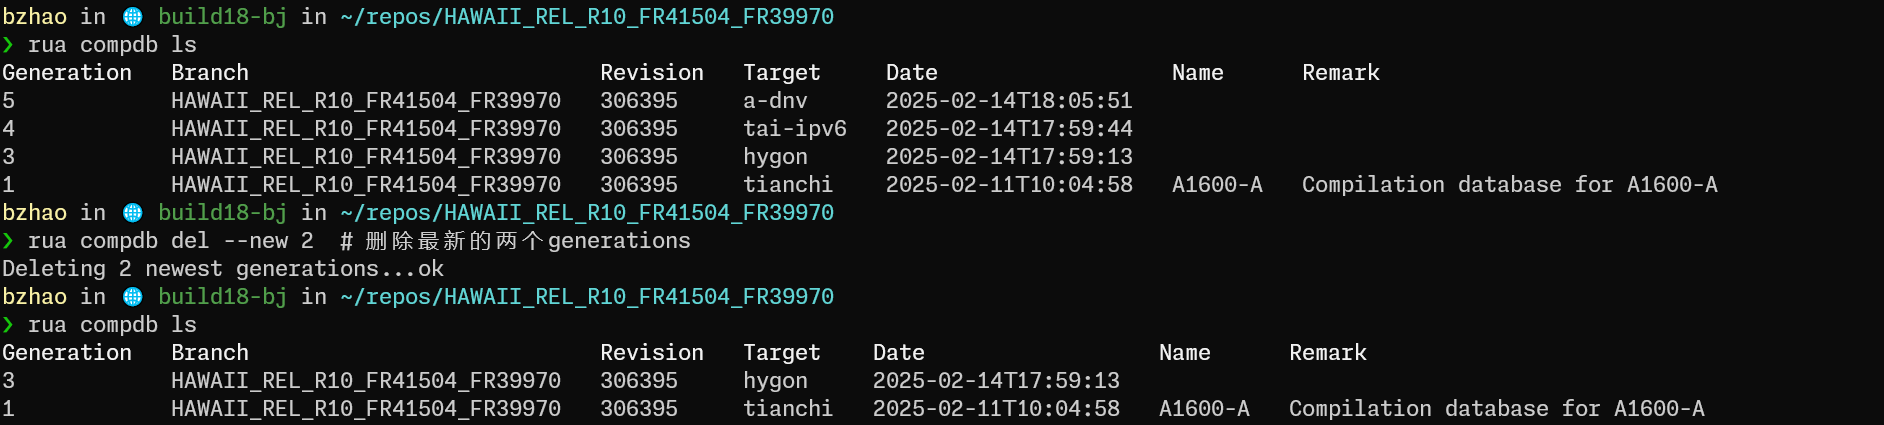 bzhao in 🌐 build18-bj in ~/repos/HAWAII_REL_R10_FR41504_FR39970
❯ rua compdb ls
Generation   Branch                           Revision   Target     Date                  Name      Remark
5            HAWAII_REL_R10_FR41504_FR39970   306395     a-dnv      2025-02-14T18:05:51
4            HAWAII_REL_R10_FR41504_FR39970   306395     tai-ipv6   2025-02-14T17:59:44
3            HAWAII_REL_R10_FR41504_FR39970   306395     hygon      2025-02-14T17:59:13
1            HAWAII_REL_R10_FR41504_FR39970   306395     tianchi    2025-02-11T10:04:58   A1600-A   Compilation database for A1600-A
bzhao in 🌐 build18-bj in ~/repos/HAWAII_REL_R10_FR41504_FR39970
❯ rua compdb del --new 2  # 删除最新的两个generations
Deleting 2 newest generations...ok
bzhao in 🌐 build18-bj in ~/repos/HAWAII_REL_R10_FR41504_FR39970
❯ rua compdb ls
Generation   Branch                           Revision   Target    Date                  Name      Remark
3            HAWAII_REL_R10_FR41504_FR39970   306395     hygon     2025-02-14T17:59:13
1            HAWAII_REL_R10_FR41504_FR39970   306395     tianchi   2025-02-11T10:04:58   A1600-A   Compilation database for A1600-A